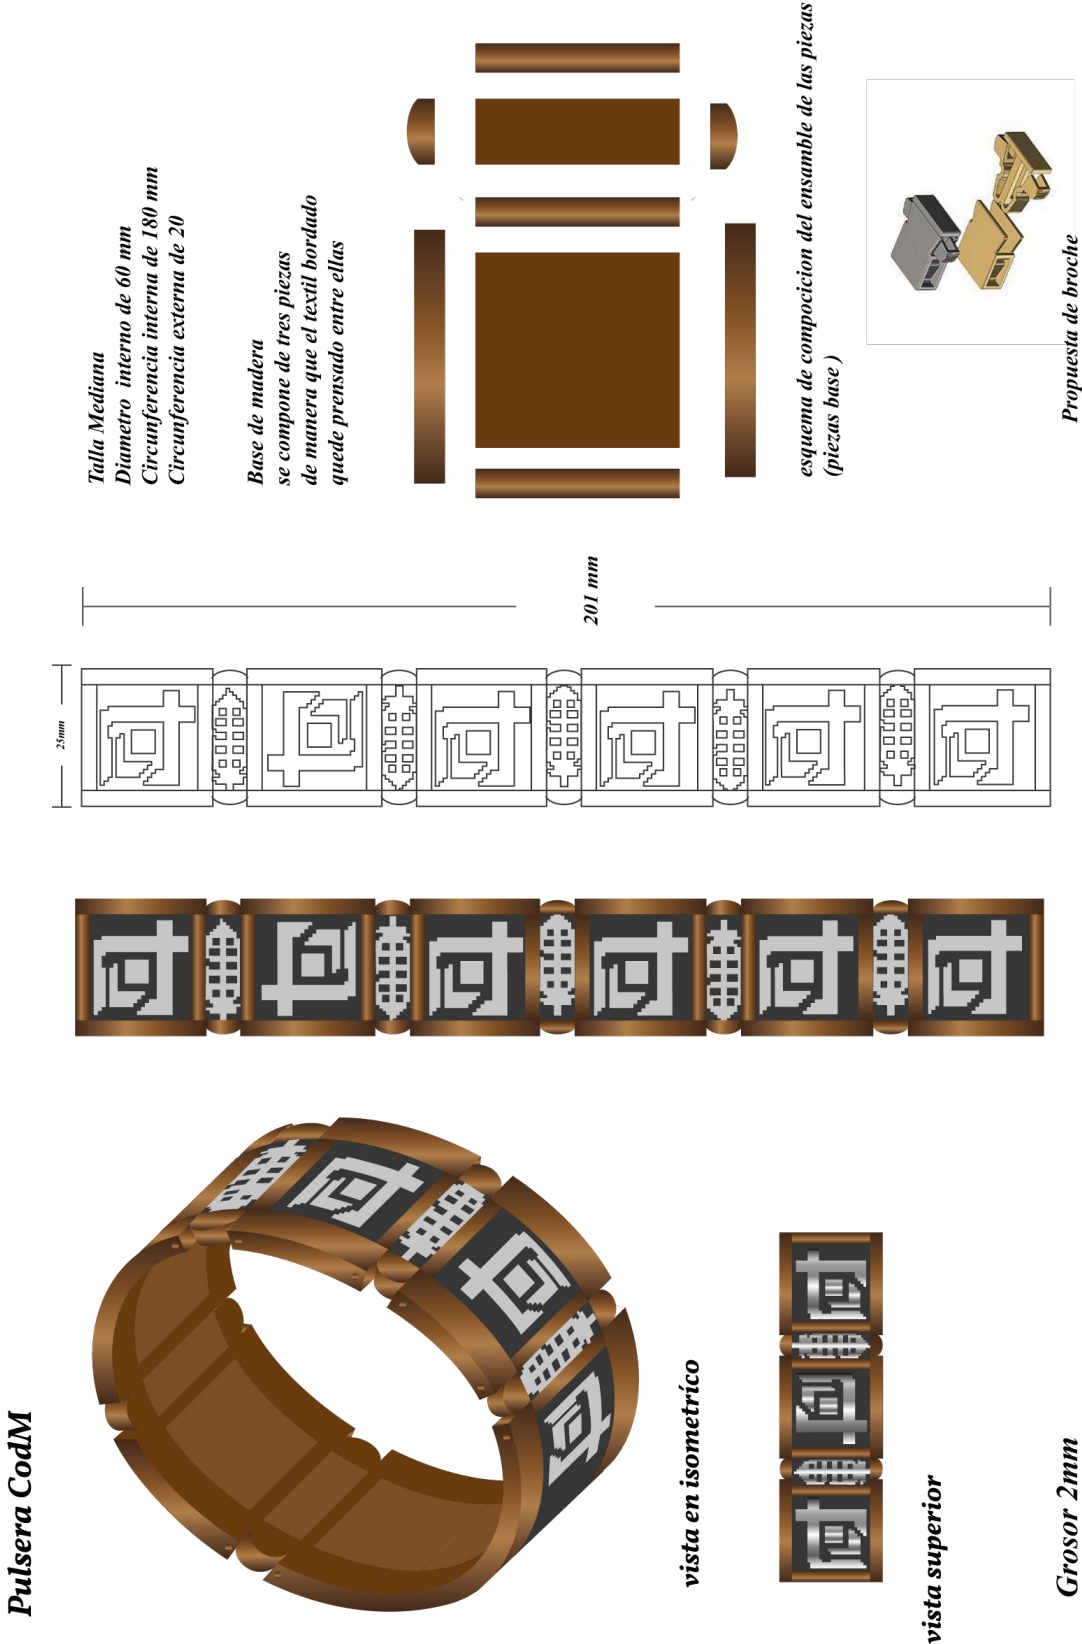 Pulsera CodM
Talla Mediana
Diametro interno de 60 mm
Circunferencia interna de 180 mm
Circunferencia externa de 20
Base de madera
se compone de tres piezas
de manera que el textil bordado
quede prensado entre ellas
25mm
201 mm
esquema de compocicion del ensamble de las piezas
(piezas base )
Propuesta de broche
vista en isometríco
vista superior
Grosor 2mm